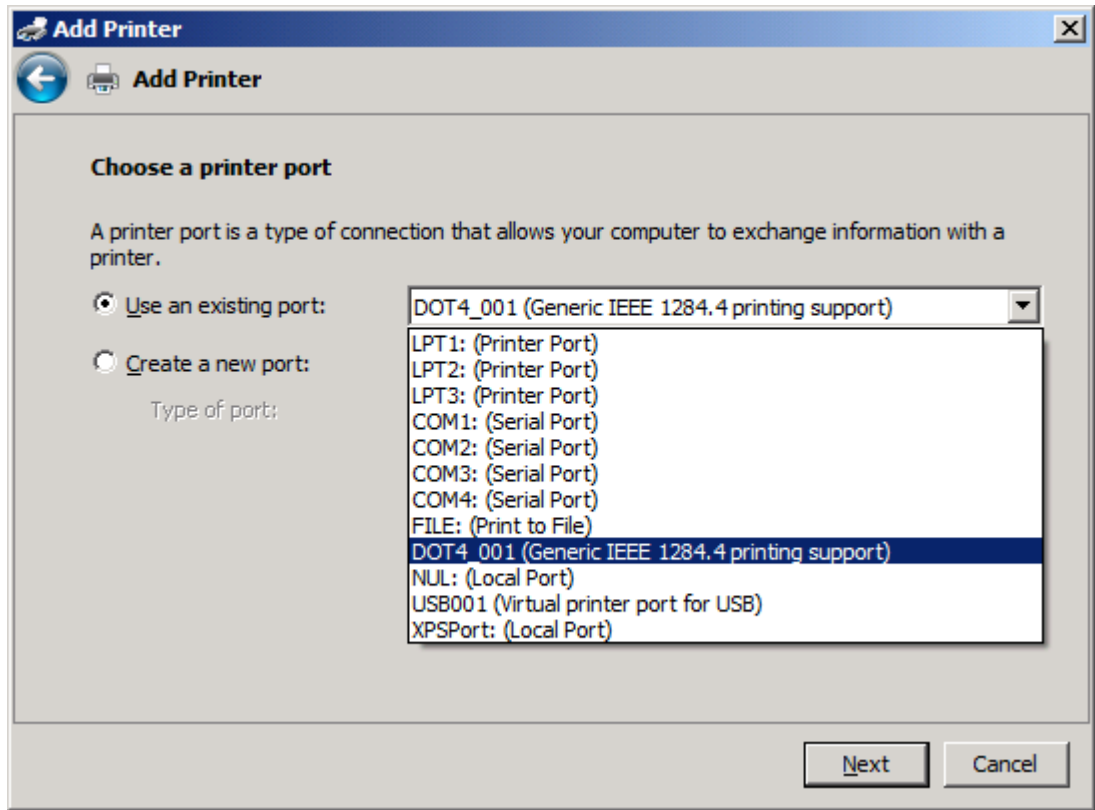 Add Printer
Add Printer
Choose a printer port
A printer port is a type of connection that allows your computer to exchange information with a
printer.
Use an existing port: DOT4_001 (Generic IEEE 1284.4 printing support)
LPT1: (Printer Port)
Create a new port: LPT2: (Printer Port)
LPT3: (Printer Port)
Type of port: COM1: (Serial Port)
COM2: (Serial Port)
COM3: (Serial Port)
COM4: (Serial Port)
FILE: (Print to File)
DOT4_001 (Generic IEEE 1284.4 printing support)
NUL: (Local Port)
USB001 (Virtual printer port for USB)
XPSPort: (Local Port)
Next Cancel